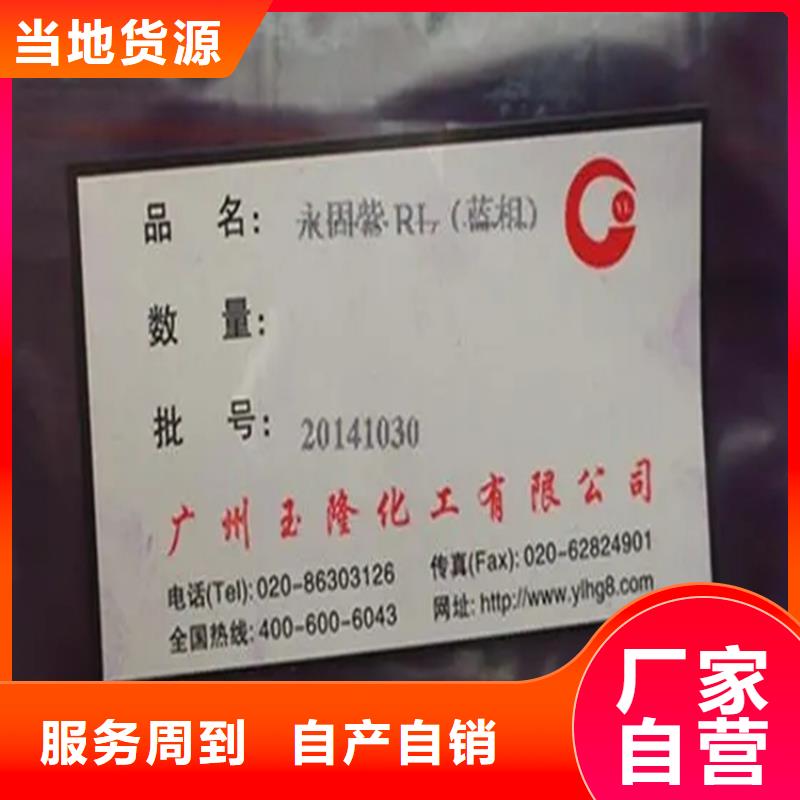 当地货源
品 名: 永固紫 RL（蓝相）
数 量:
批 号: 20141030
广州玉隆化工有限公司
电话(Tel): 020-86303126 传真(Fax): 020-62824901
全国热线: 400-600-6043 网址: http://www.ylhg8.com
厂家
自营
服务周到 自产自销